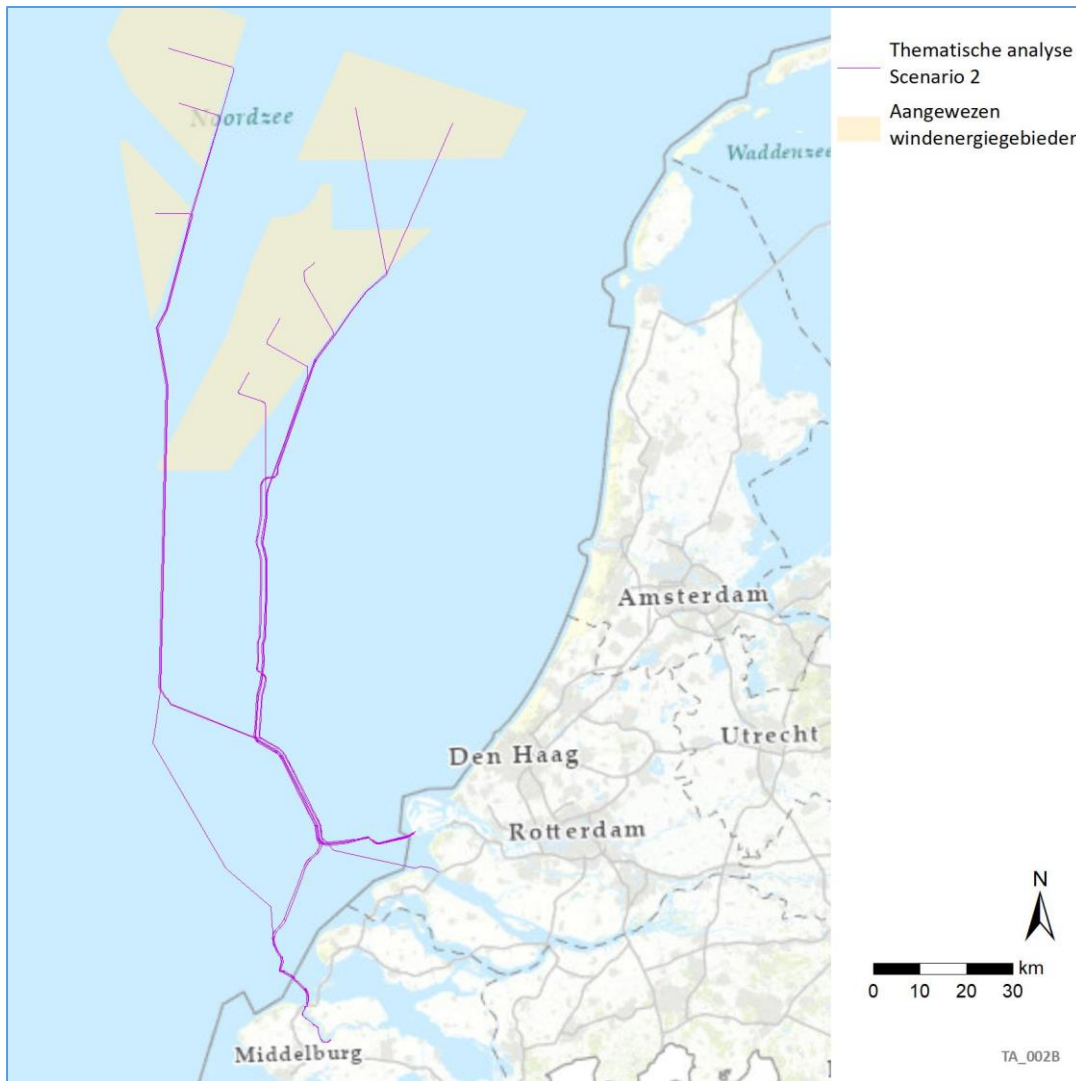 Thematische analyse
Scenario 2
Aangewezen
windenergiegebieden
Noordzee
Waddenzee
Amsterdam
Utrecht
Den Haag
Rotterdam
Middelburg
N
km
0 10 20 30
TA_002B